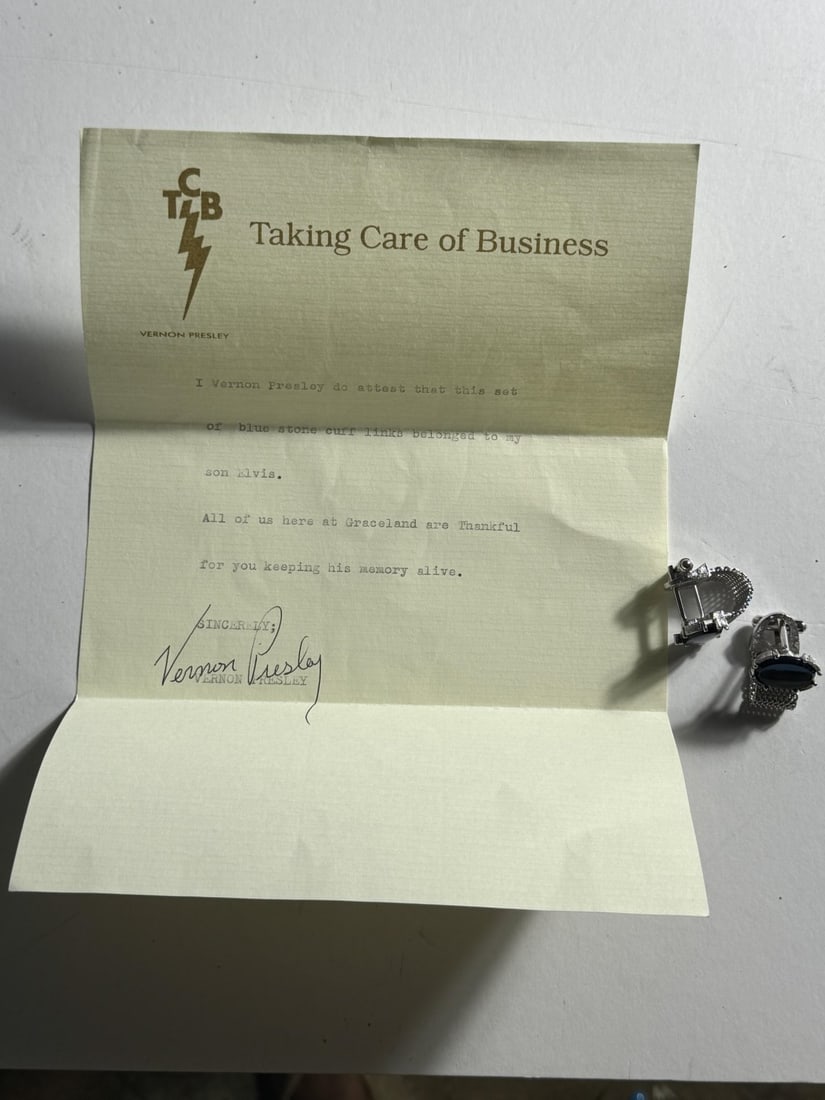 TCB
Taking Care of Business
VERNON PRESLEY
I Vernon Presley do attest that this set
of blue stone cuff links belonged to my
son Elvis.
All of us here at Graceland are Thankful
for you keeping his memory alive.
SINCERELY;
Vernon Presley
VERNON PRESLEY